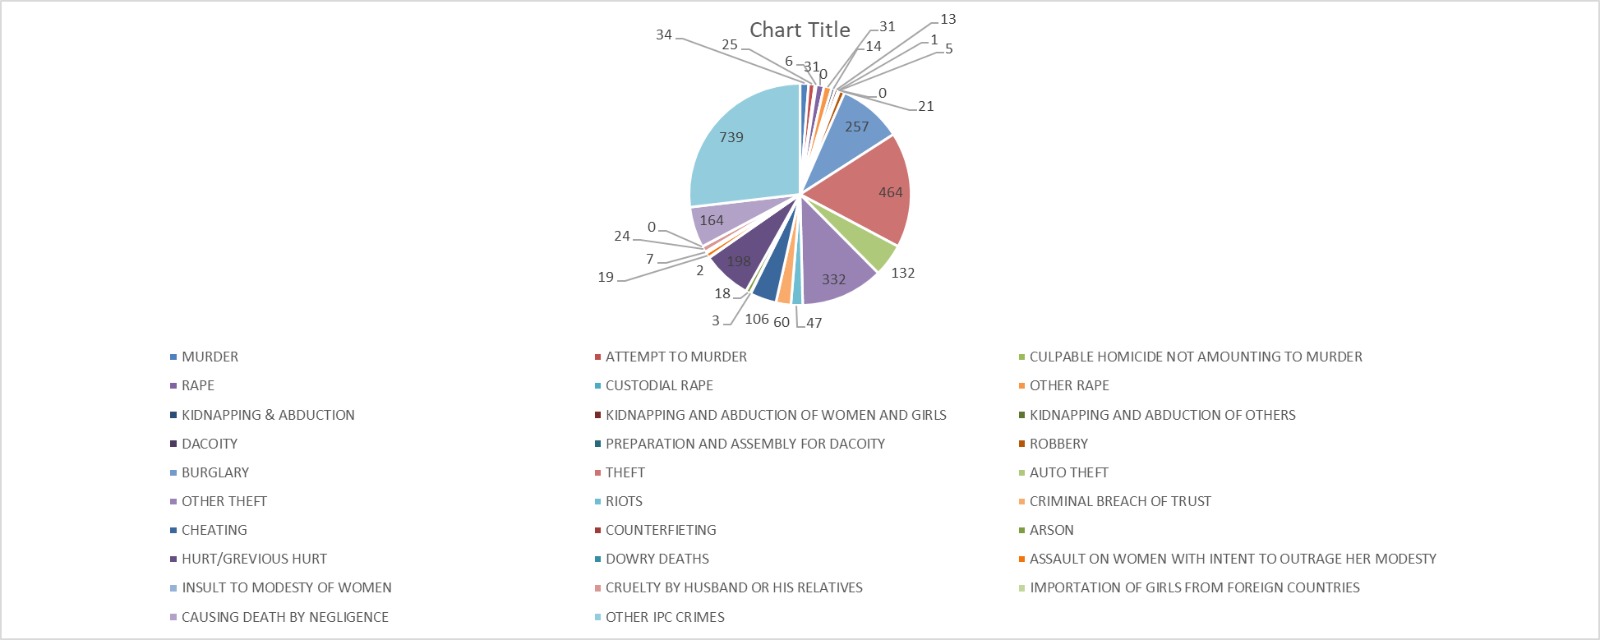 Chart Title
34
25
6
31
0
31
14
13
1
5
0
21
257
464
132
332
47
60
106
3
18
198
2
19
7
24
0
164
739
MURDER
ATTEMPT TO MURDER
CULPABLE HOMICIDE NOT AMOUNTING TO MURDER
RAPE
CUSTODIAL RAPE
OTHER RAPE
KIDNAPPING & ABDUCTION
KIDNAPPING AND ABDUCTION OF WOMEN AND GIRLS
KIDNAPPING AND ABDUCTION OF OTHERS
DACOITY
PREPARATION AND ASSEMBLY FOR DACOITY
ROBBERY
BURGLARY
THEFT
AUTO THEFT
OTHER THEFT
RIOTS
CRIMINAL BREACH OF TRUST
CHEATING
COUNTERFIETING
ARSON
HURT/GREVIOUS HURT
DOWRY DEATHS
ASSAULT ON WOMEN WITH INTENT TO OUTRAGE HER MODESTY
INSULT TO MODESTY OF WOMEN
CRUELTY BY HUSBAND OR HIS RELATIVES
IMPORTATION OF GIRLS FROM FOREIGN COUNTRIES
CAUSING DEATH BY NEGLIGENCE
OTHER IPC CRIMES